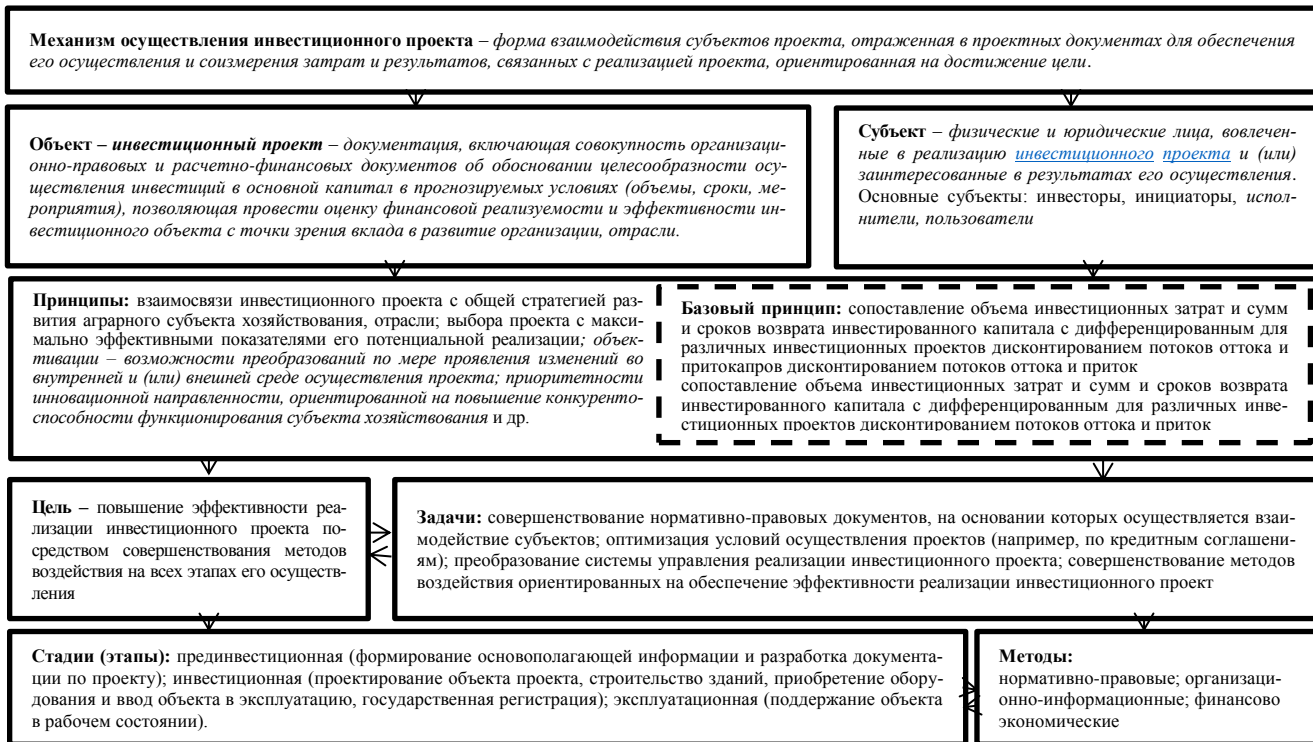 Механизм осуществления инвестиционного проекта – форма взаимодействия субъектов проекта, отраженная в проектных документах для обеспечения
его осуществления и соизмерения затрат и результатов, связанных с реализацией проекта, ориентированная на достижение цели.
Объект – инвестиционный проект – документация, включающая совокупность организаци-
онно-правовых и расчетно-финансовых документов об обосновании целесообразности осу-
ществления инвестиций в основной капитал в прогнозируемых условиях (объемы, сроки, ме-
роприятия), позволяющая провести оценку финансовой реализуемости и эффективности ин-
вестиционного объекта с точки зрения вклада в развитие организации, отрасли.
Субъект – физические и юридические лица, вовлечен-
ные в реализацию инвестиционного проекта и (или)
заинтересованные в результатах его осуществления.
Основные субъекты: инвесторы, инициаторы, испол-
нители, пользователи
Принципы: взаимосвязи инвестиционного проекта с общей стратегией раз-
вития аграрного субъекта хозяйствования, отрасли; выбора проекта с макси-
мально эффективными показателями его потенциальной реализации; объек-
тивации – возможности преобразований по мере проявления изменений во
внутренней и (или) внешней среде осуществления проекта; приоритетности
инновационной направленности, ориентированной на повышение конкуренто-
способности функционирования субъекта хозяйствования и др.
Базовый принцип: сопоставление объема инвестиционных затрат и сумм
и сроков возврата инвестированного капитала с дифференцированным для
различных инвестиционных проектов дисконтированием потоков оттока и
притокапров дисконтированием потоков оттока и приток
сопоставление объема инвестиционных затрат и сумм и сроков возврата
инвестированного капитала с дифференцированным для различных инве-
стиционных проектов дисконтированием потоков оттока и приток
Цель – повышение эффективности реа-
лизации инвестиционного проекта по-
средством совершенствования методов
воздействия на всех этапах его осуществ-
ления
Задачи: совершенствование нормативно-правовых документов, на основании которых осуществляется взаи-
модействие субъектов; оптимизация условий осуществления проектов (например, по кредитным соглашени-
ям); преобразование системы управления реализации инвестиционного проекта; совершенствование методов
воздействия ориентированных на обеспечение эффективности реализации инвестиционного проект
Стадии (этапы): прединвестиционная (формирование основополагающей информации и разработка документа-
ции по проекту); инвестиционная (проектирование объекта проекта, строительство зданий, приобретение обору-
дования и ввод объекта в эксплуатацию, государственная регистрация); эксплуатационная (поддержание объекта
в рабочем состоянии).
Методы:
нормативно-правовые; организаци-
онно-информационные; финансово
экономические